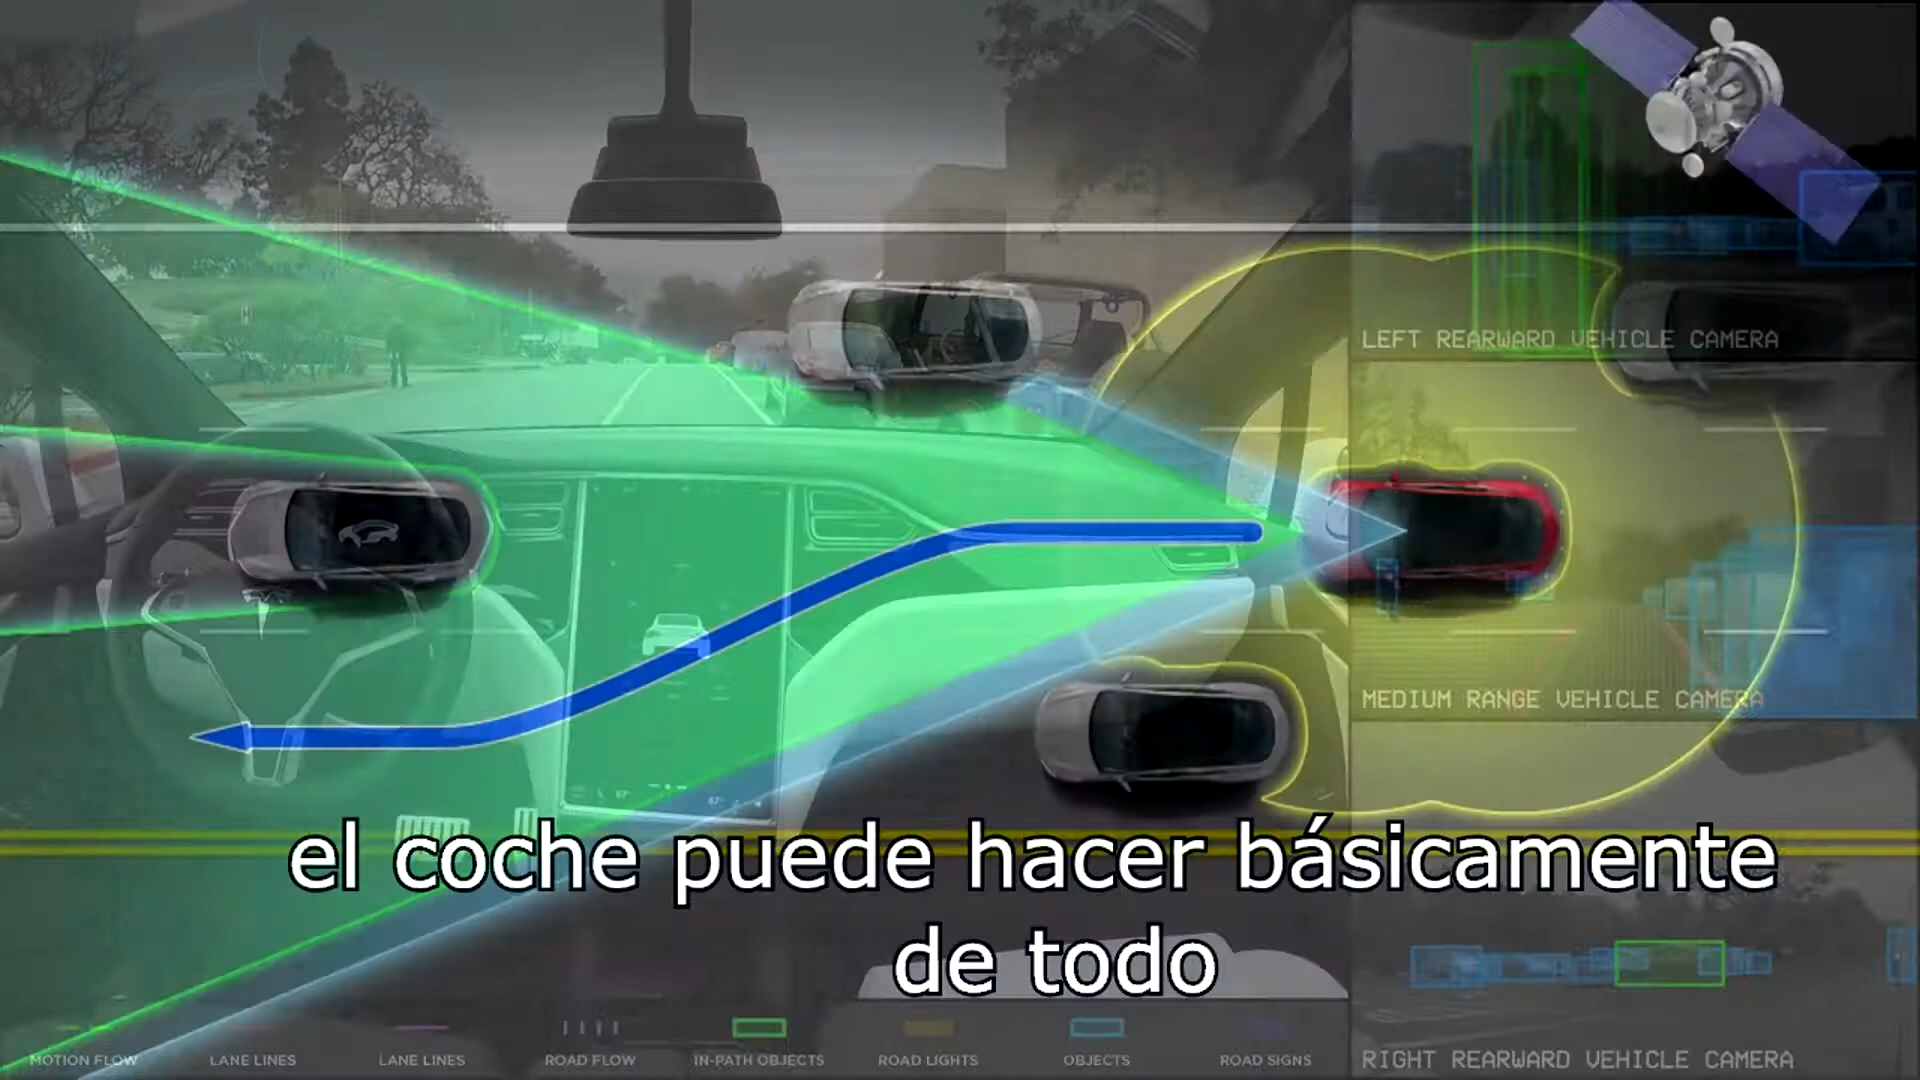 LEFT REARWARD VEHICLE CAMERA
MEDIUM RANGE VEHICLE CAMERA
el coche puede hacer básicamente
de todo
MOTION FLOW
LANE LINES
LANE LINES
ROAD FLOW
IN-PATH OBJECTS
ROAD LIGHTS
OBJECTS
ROAD SIGNS
RIGHT REARWARD VEHICLE CAMERA